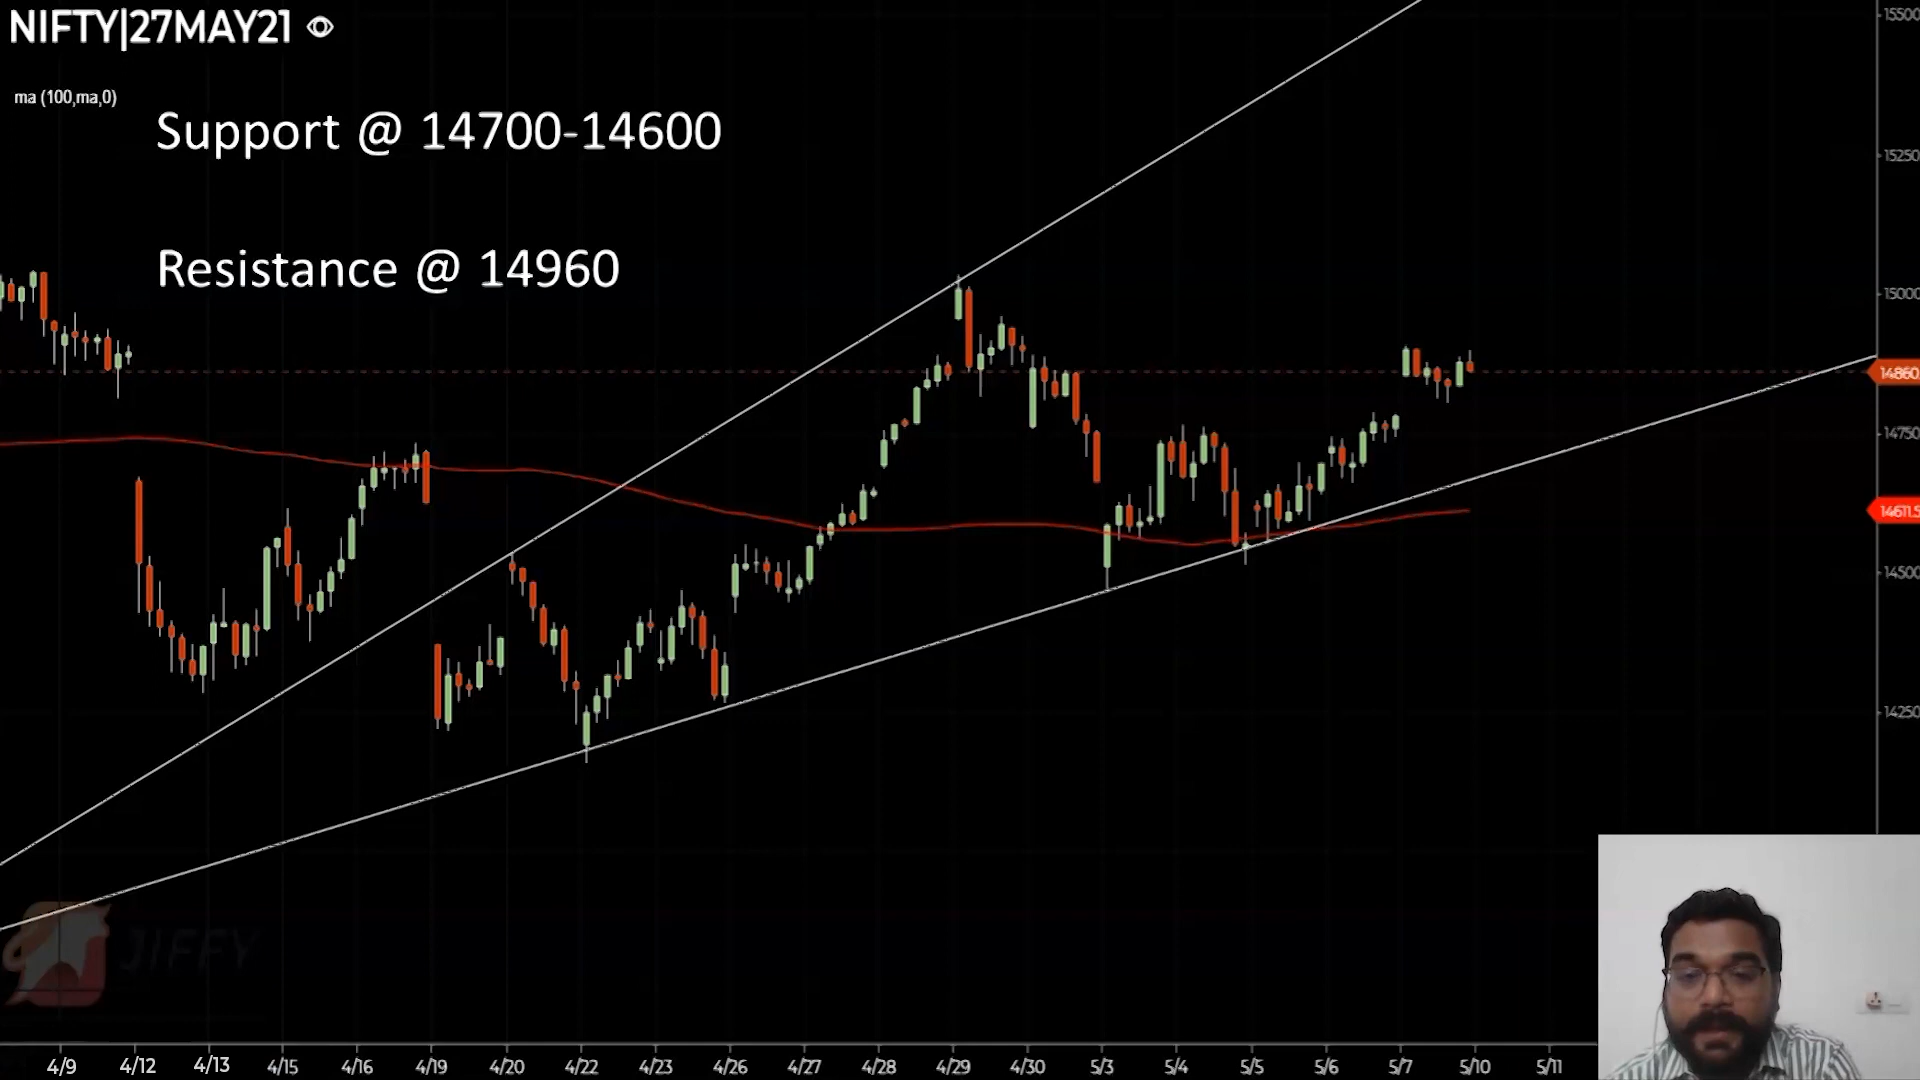 NIFTY|27MAY21
ma (100,ma,0)
Support @ 14700-14600
Resistance @ 14960
15500
15250
15000
14860
14750
14611.5
14500
14250
JIFFY
4/9 4/12 4/13 4/15 4/16 4/19 4/20 4/22 4/23 4/26 4/27 4/28 4/29 4/30 5/3 5/4 5/5 5/6 5/7 5/10 5/11